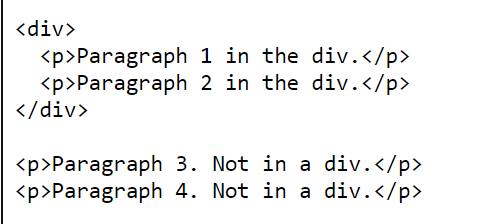 <div>
  <p>Paragraph 1 in the div.</p>
  <p>Paragraph 2 in the div.</p>
</div>

<p>Paragraph 3. Not in a div.</p>
<p>Paragraph 4. Not in a div.</p>